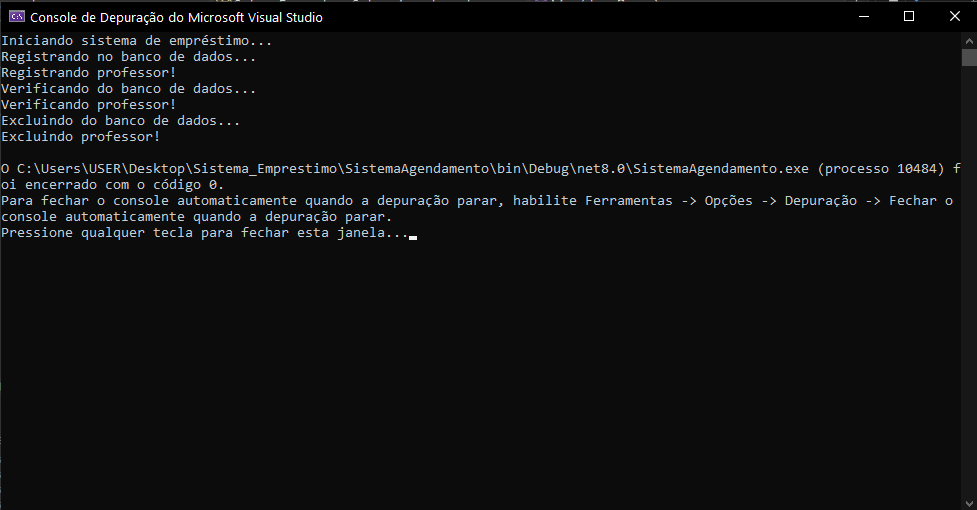 Console de Depuração do Microsoft Visual Studio
Iniciando sistema de empréstimo...
Registrando no banco de dados...
Registrando professor!
Verificando do banco de dados...
Verificando professor!
Excluindo do banco de dados...
Excluindo professor!
O C:\Users\USER\Desktop\Sistema_Emprestimo\SistemaAgendamento\bin\Debug\net8.0\SistemaAgendamento.exe (processo 10484) f
oi encerrado com o código 0.
Para fechar o console automaticamente quando a depuração parar, habilite Ferramentas -> Opções -> Depuração -> Fechar o
console automaticamente quando a depuração parar.
Pressione qualquer tecla para fechar esta janela...